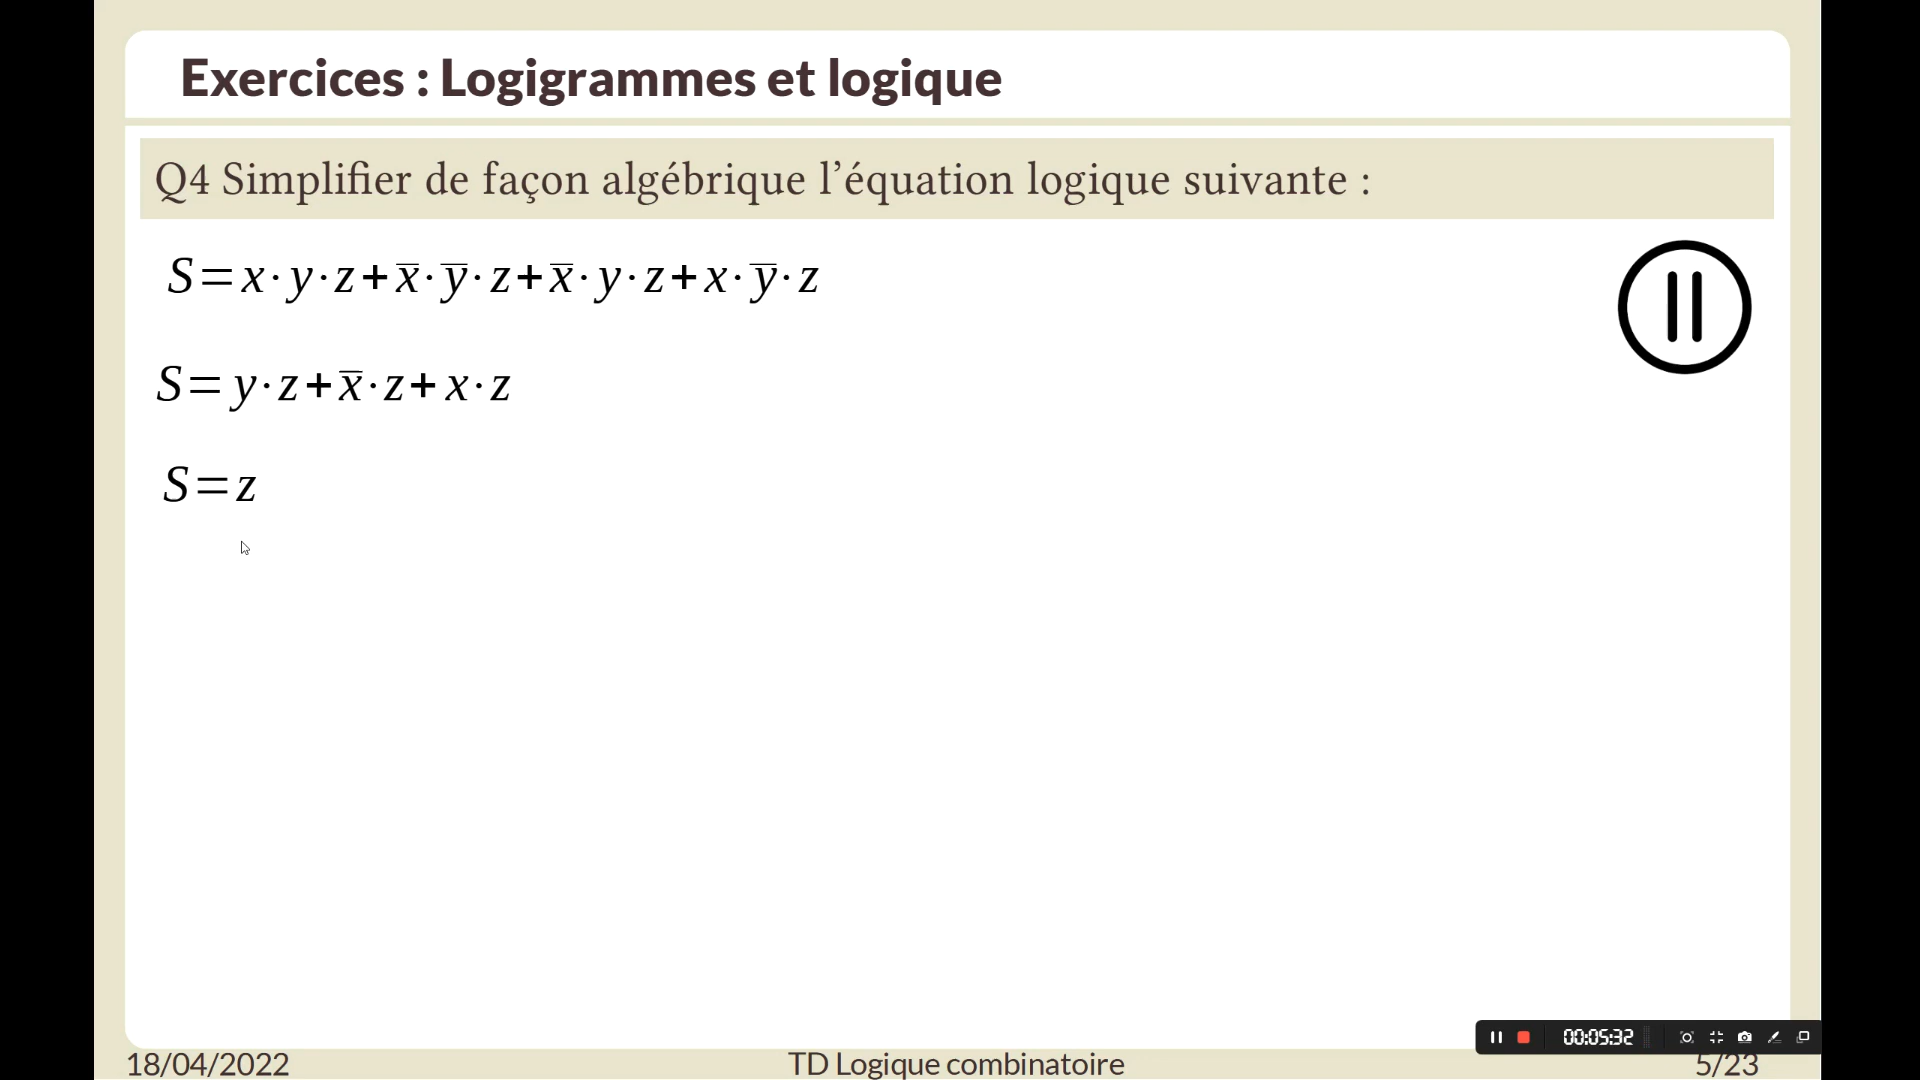 Exercices : Logigrammes et logique
Q4 Simplifier de façon algébrique l’équation logique suivante :
S=x·y·z+x̅·y̅·z+x̅·y·z+x·y̅·z
S=y·z+x̅·z+x·z
S=z
00:05:32
18/04/2022
TD Logique combinatoire
5/23